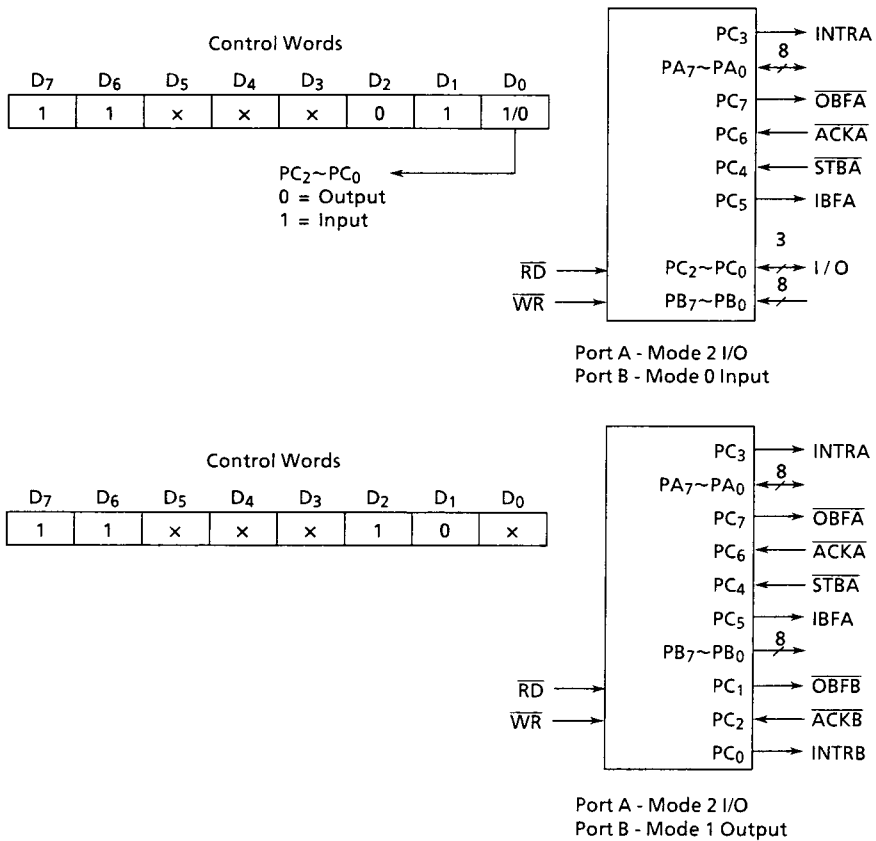 Control Words
D7 D6 D5 D4 D3 D2 D1 D0
1 1 × × × 0 1 1/0
PC2~PC0
0 = Output
1 = Input
RD
WR
PC3 INTRA
8
PA7~PA0
PC7 OBFA
PC6 ACKA
PC4 STBA
PC5 IBFA
3
PC2~PC0 I/O
8
PB7~PB0
Port A - Mode 2 I/O
Port B - Mode 0 Input
Control Words
D7 D6 D5 D4 D3 D2 D1 D0
1 1 × × × 1 0 ×
RD
WR
PC3 INTRA
8
PA7~PA0
PC7 OBFA
PC6 ACKA
PC4 STBA
PC5 IBFA
8
PB7~PB0
PC1 OBFB
PC2 ACKB
PC0 INTRB
Port A - Mode 2 I/O
Port B - Mode 1 Output